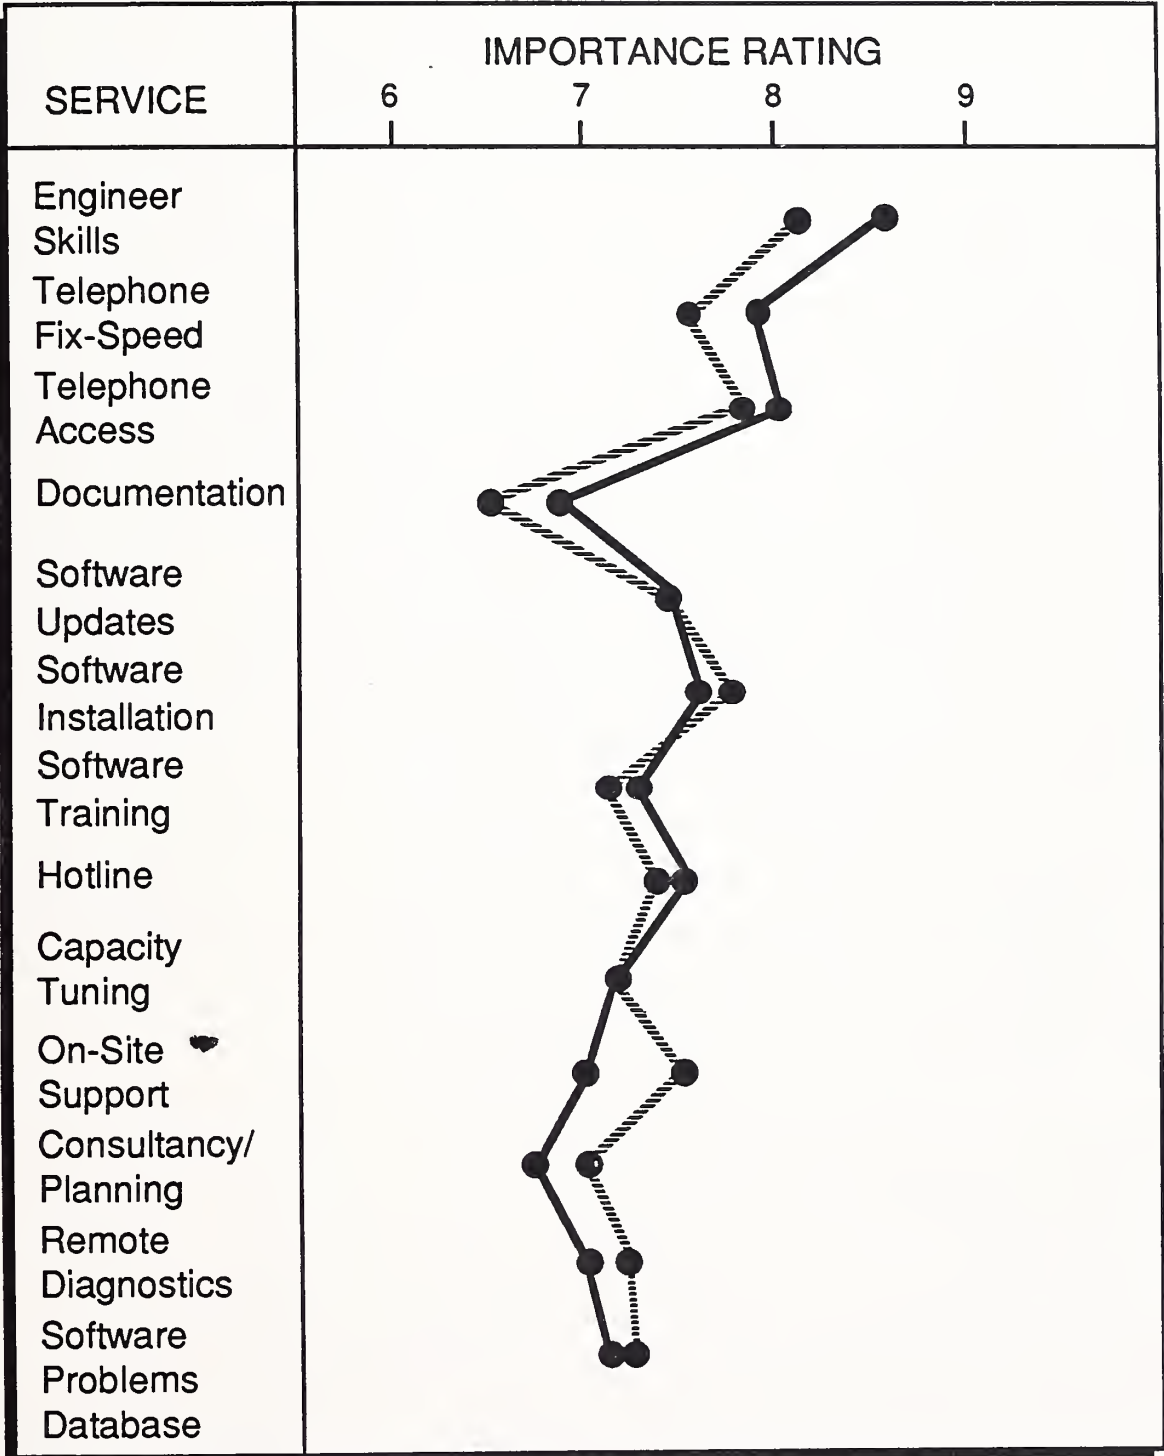 IMPORTANCE RATING
SERVICE
6 7 8 9
Engineer
Skills
Telephone
Fix-Speed
Telephone
Access
Documentation
Software
Updates
Software
Installation
Software
Training
Hotline
Capacity
Tuning
On-Site
Support
Consultancy/
Planning
Remote
Diagnostics
Software
Problems
Database